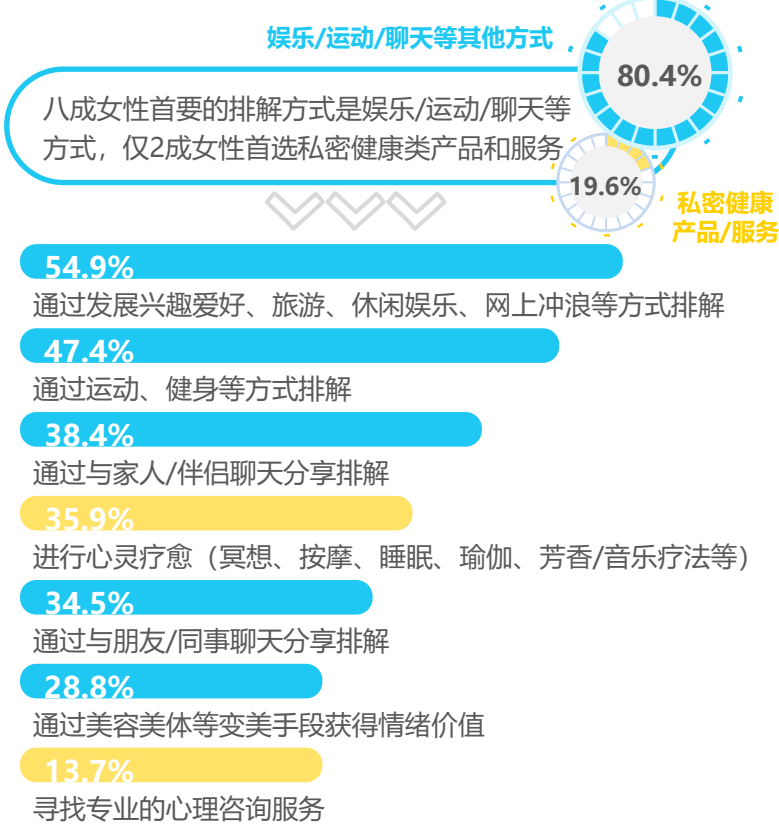 娱乐/运动/聊天等其他方式
80.4%
八成女性首要的排解方式是娱乐/运动/聊天等
方式，仅2成女性首选私密健康类产品和服务
19.6%
私密健康
产品/服务
54.9%
通过发展兴趣爱好、旅游、休闲娱乐、网上冲浪等方式排解
47.4%
通过运动、健身等方式排解
38.4%
通过与家人/伴侣聊天分享排解
35.9%
进行心灵疗愈（冥想、按摩、睡眠、瑜伽、芳香/音乐疗法等）
34.5%
通过与朋友/同事聊天分享排解
28.8%
通过美容美体等变美手段获得情绪价值
13.7%
寻找专业的心理咨询服务